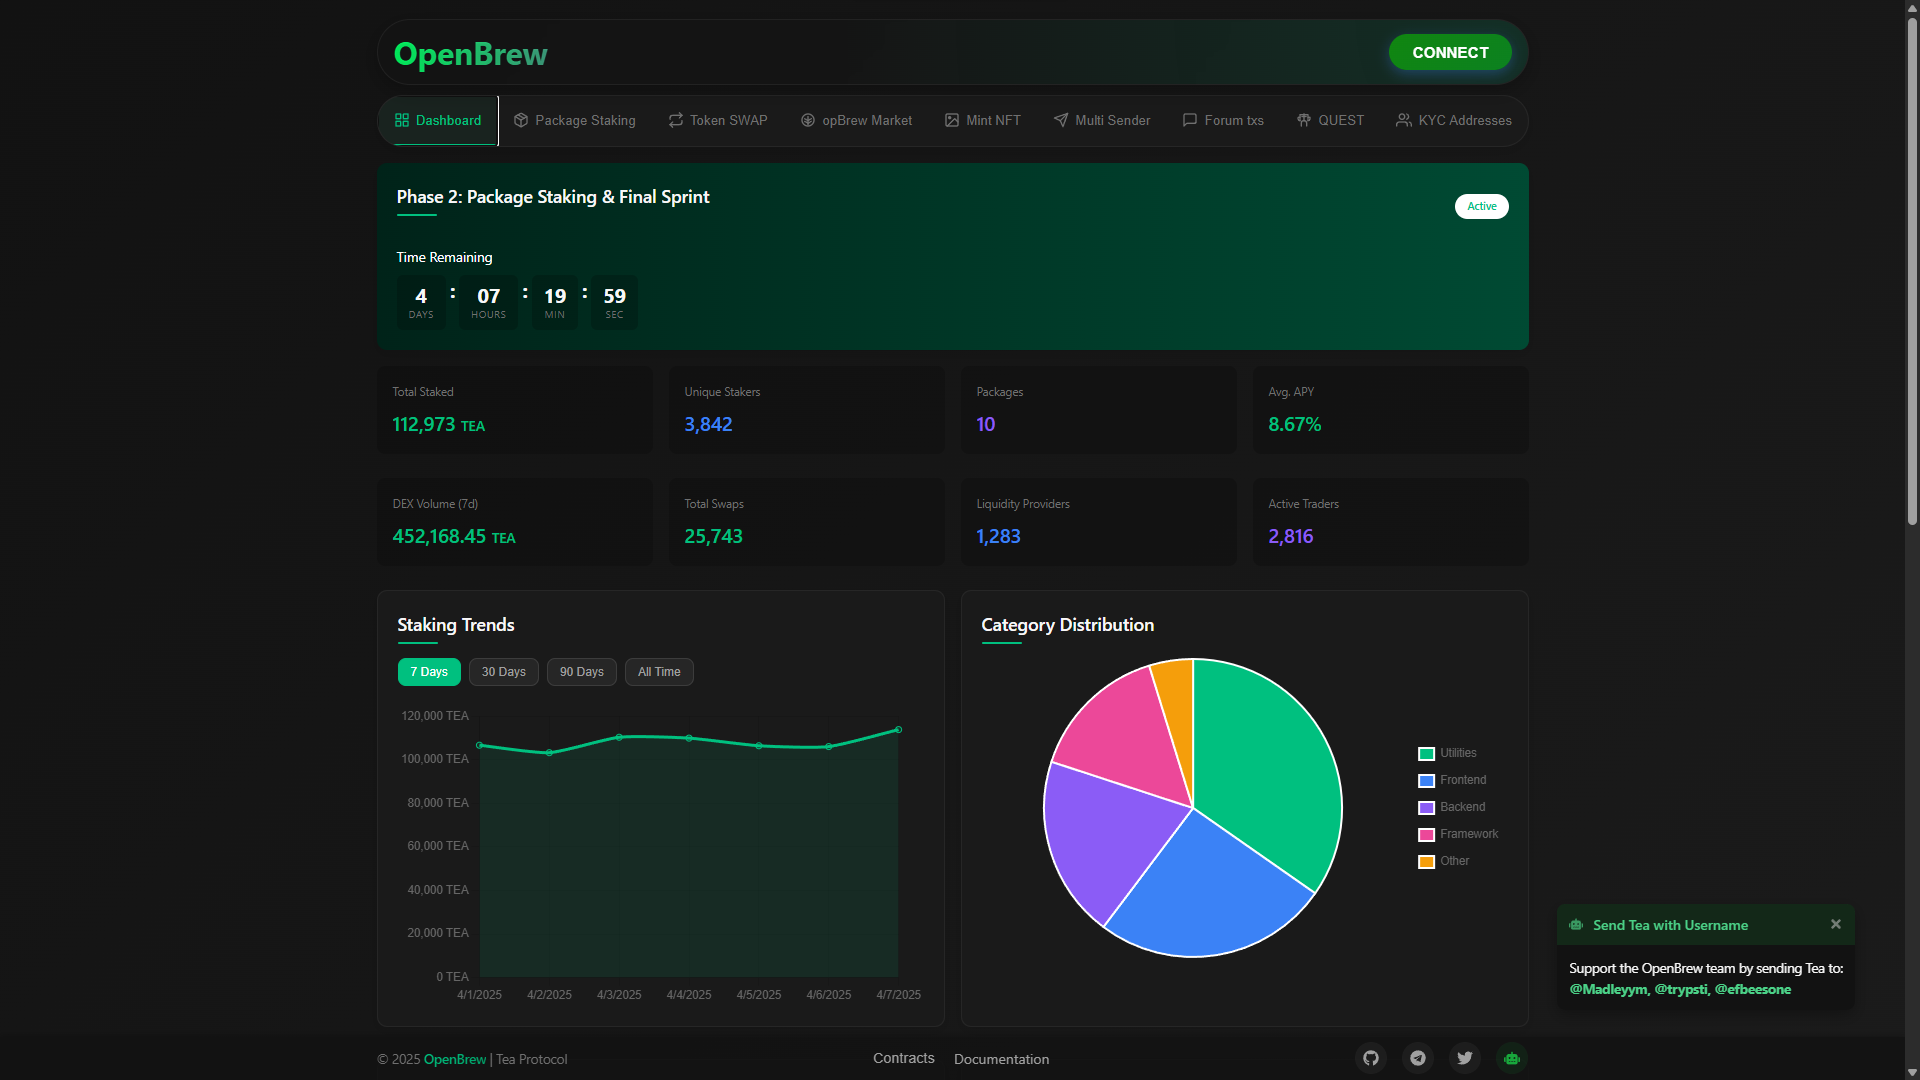 OpenBrew
CONNECT
Dashboard
Package Staking
Token SWAP
opBrew Market
Mint NFT
Multi Sender
Forum txs
QUEST
KYC Addresses
Phase 2: Package Staking & Final Sprint
Active
Time Remaining
4 : 07 : 19 : 59
DAYS HOURS MIN SEC
Total Staked
112,973 TEA
Unique Stakers
3,842
Packages
10
Avg. APY
8.67%
DEX Volume (7d)
452,168.45 TEA
Total Swaps
25,743
Liquidity Providers
1,283
Active Traders
2,816
Staking Trends
7 Days
30 Days
90 Days
All Time
120,000 TEA
100,000 TEA
80,000 TEA
60,000 TEA
40,000 TEA
20,000 TEA
0 TEA
4/1/2025
4/2/2025
4/3/2025
4/4/2025
4/5/2025
4/6/2025
4/7/2025
Category Distribution
Utilities
Frontend
Backend
Framework
Other
Send Tea with Username
Support the OpenBrew team by sending Tea to:
@Madleyym, @trypsti, @efbeesone
© 2025 OpenBrew | Tea Protocol
Contracts
Documentation